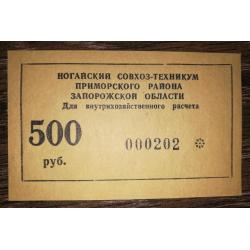 НОГАЙСКИЙ СОВХОЗ-ТЕХНИКУМ
ПРИМОРСКОГО РАЙОНА
ЗАПОРОЖСКОЙ ОБЛАСТИ
Для внутрихозяйственного расчета
500
руб.
000202 *